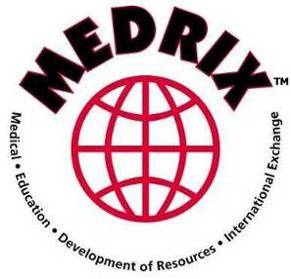 MEDRIX™
Medical • Education • Development of Resources • International Exchange